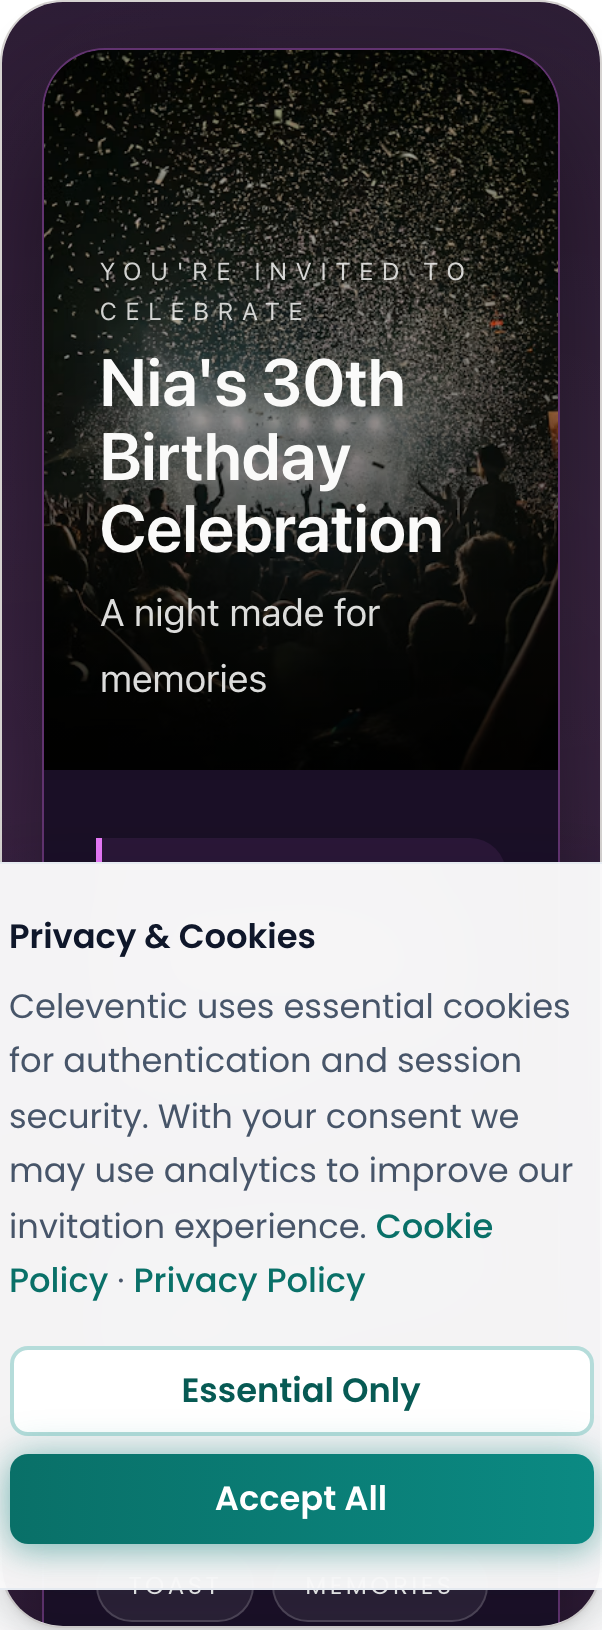 YOU'RE INVITED TO
CELEBRATE
Nia's 30th
Birthday
Celebration
A night made for
memories
Privacy & Cookies
Celeventic uses essential cookies
for authentication and session
security. With your consent we
may use analytics to improve our
invitation experience. Cookie
Policy · Privacy Policy
Essential Only
Accept All
TOAST MEMORIES